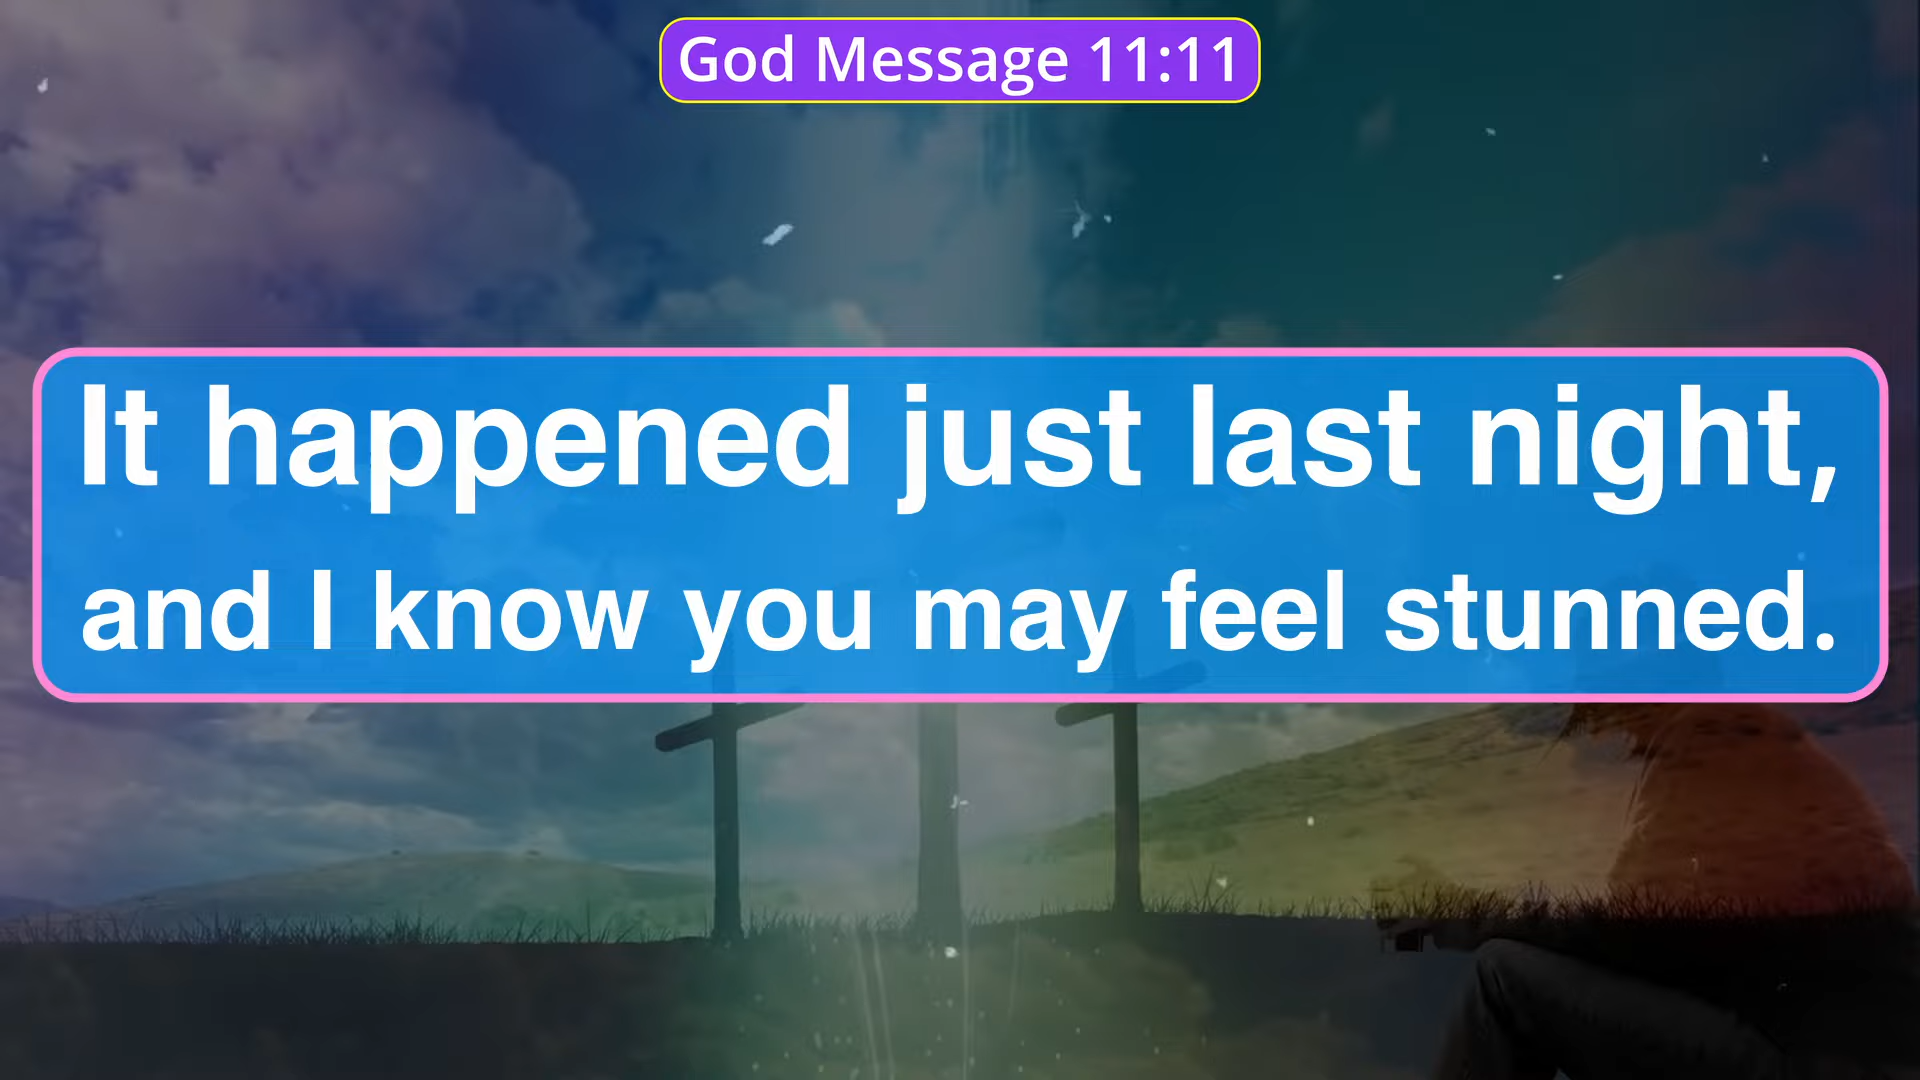 God Message 11:11
It happened just last night,
and I know you may feel stunned.